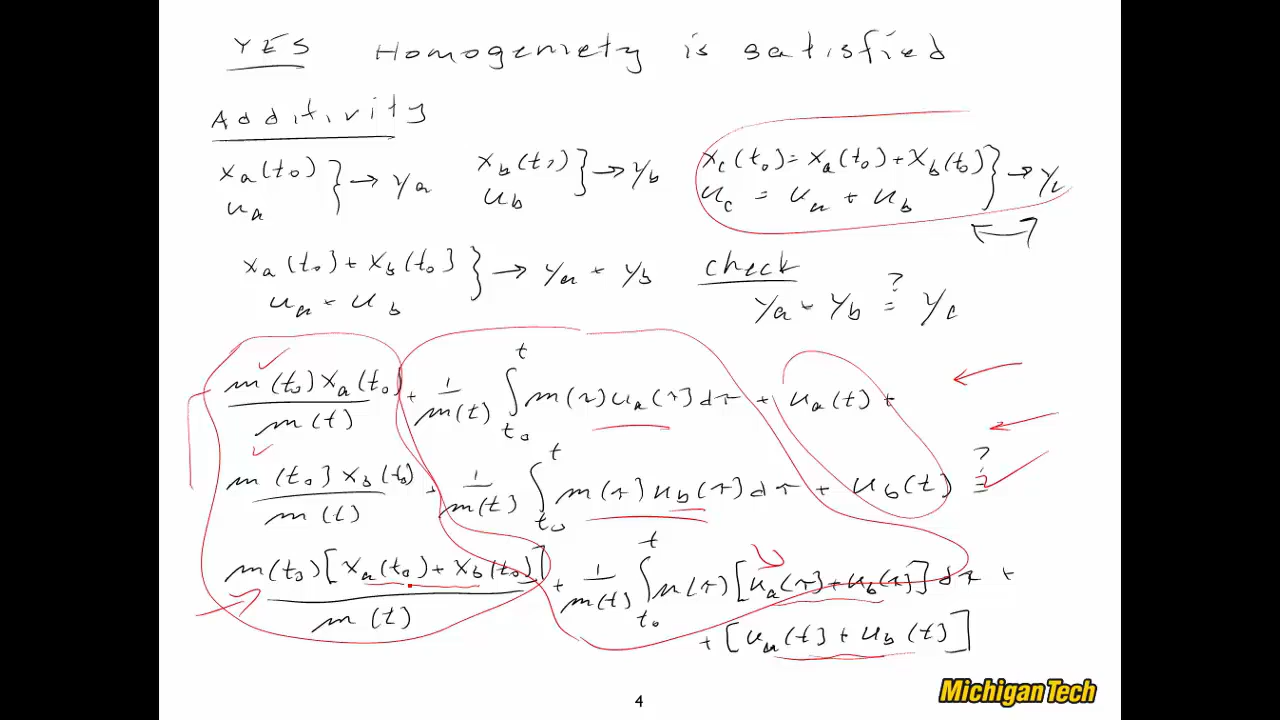 YES Homogeniety is satisfied
Additivity
xa(t0) } → ya xb(t0) } → yb xc(t0) = xa(t0) + xb(t0) } → yc
ua ub uc = ua + ub
xa(t0) + xb(t0) } → ya + yb check
ua + ub ya + yb ?= yc
m(t0)xa(t0)/m(t) + 1/m(t) ∫t0^t m(τ)ua(τ)dτ + ua(t) +
m(t0)xb(t0)/m(t) + 1/m(t) ∫t0^t m(τ)ub(τ)dτ + ub(t) ?=
m(t0)[xa(t0)+xb(t0)]/m(t) + 1/m(t) ∫t0^t m(τ)[ua(τ)+ub(τ)]dτ +
+ [ua(t) + ub(t)]
Michigan Tech
4